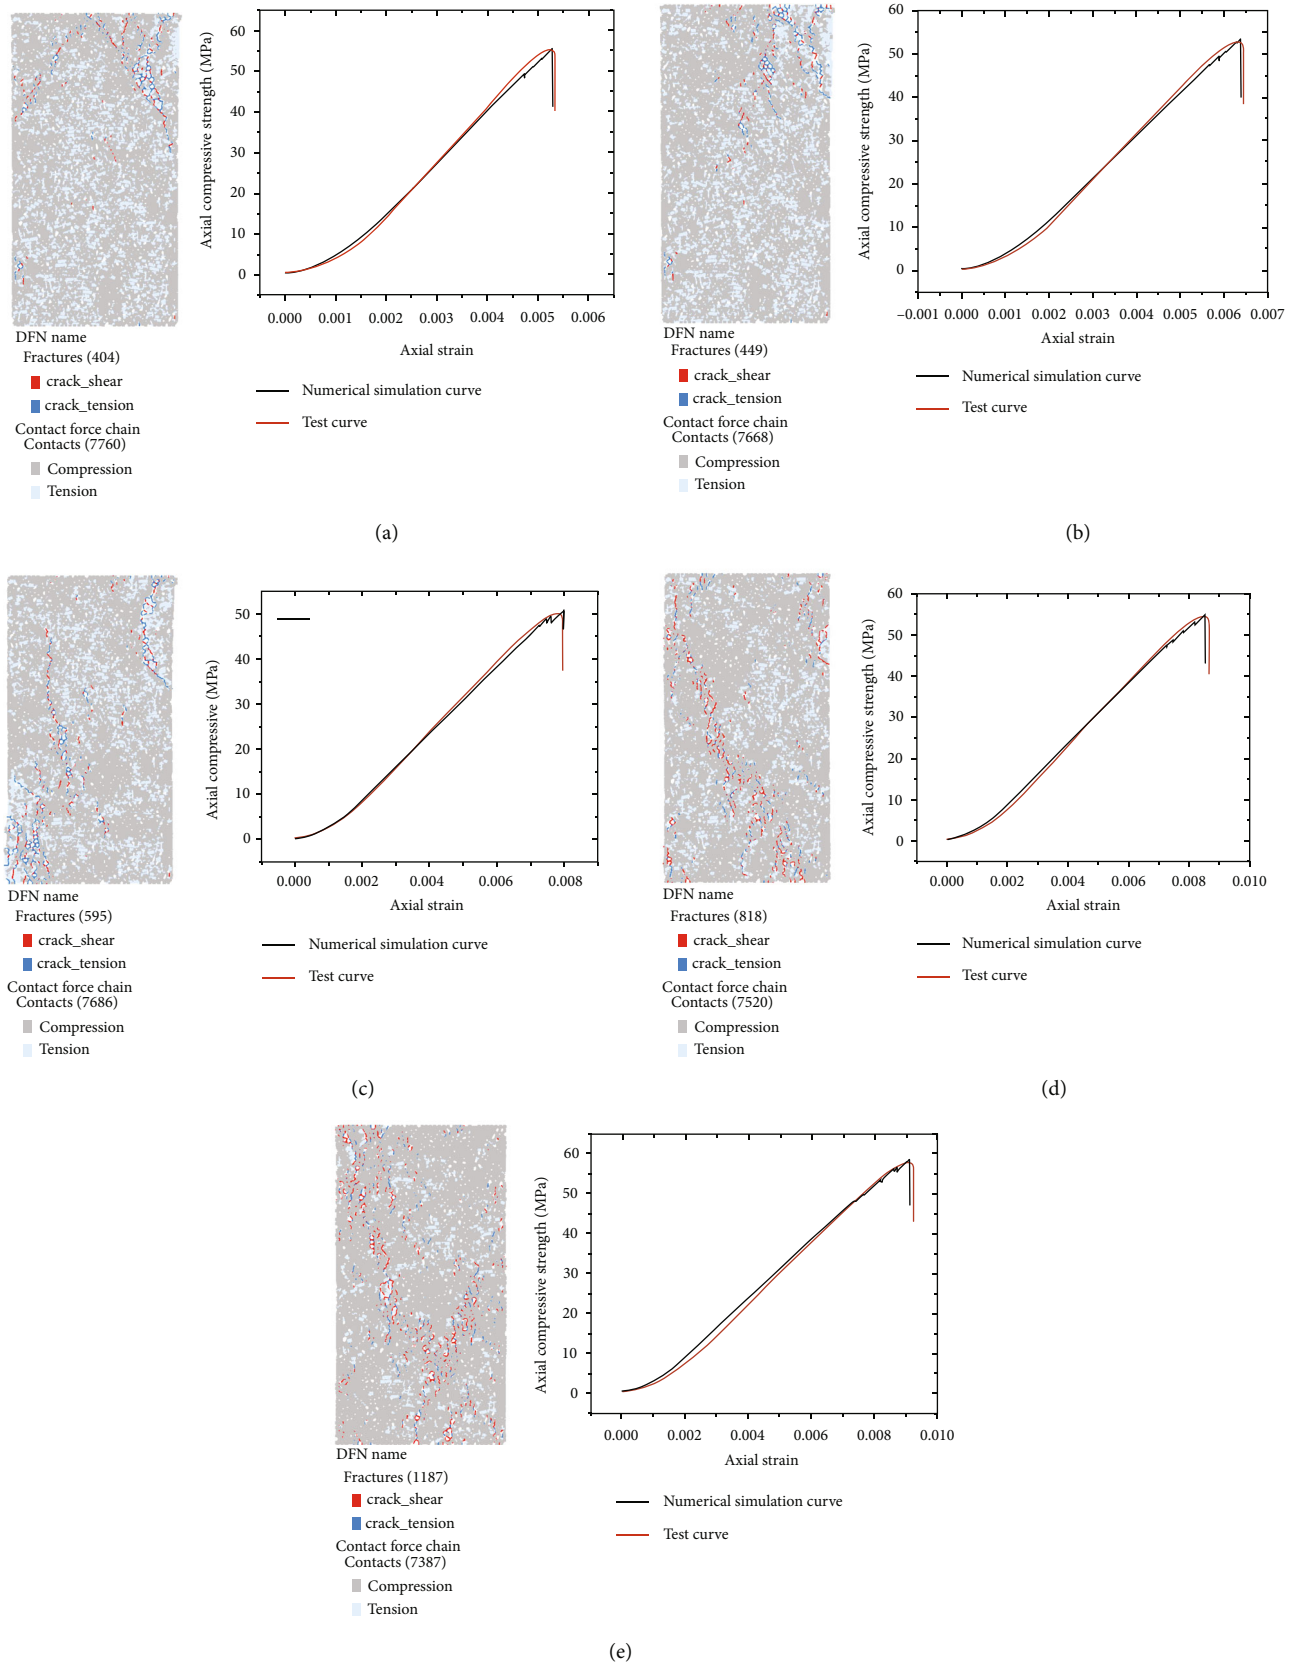 60
50
40
30
20
10
0
Axial compressive strength (MPa)
0.000 0.001 0.002 0.003 0.004 0.005 0.006
Axial strain
DFN name
Fractures (404)
crack_shear
crack_tension
Contact force chain
Contacts (7760)
Compression
Tension
Numerical simulation curve
Test curve
(a)
60
50
40
30
20
10
0
Axial compressive strength (MPa)
–0.001 0.000 0.001 0.002 0.003 0.004 0.005 0.006 0.007
Axial strain
DFN name
Fractures (449)
crack_shear
crack_tension
Contact force chain
Contacts (7668)
Compression
Tension
Numerical simulation curve
Test curve
(b)
50
40
30
20
10
0
Axial compressive (MPa)
0.000 0.002 0.004 0.006 0.008
Axial strain
DFN name
Fractures (595)
crack_shear
crack_tension
Contact force chain
Contacts (7686)
Compression
Tension
Numerical simulation curve
Test curve
(c)
60
50
40
30
20
10
0
Axial compressive strength (MPa)
0.000 0.002 0.004 0.006 0.008 0.010
Axial strain
DFN name
Fractures (818)
crack_shear
crack_tension
Contact force chain
Contacts (7520)
Compression
Tension
Numerical simulation curve
Test curve
(d)
60
50
40
30
20
10
0
Axial compressive strength (MPa)
0.000 0.002 0.004 0.006 0.008 0.010
Axial strain
DFN name
Fractures (1187)
crack_shear
crack_tension
Contact force chain
Contacts (7387)
Compression
Tension
Numerical simulation curve
Test curve
(e)